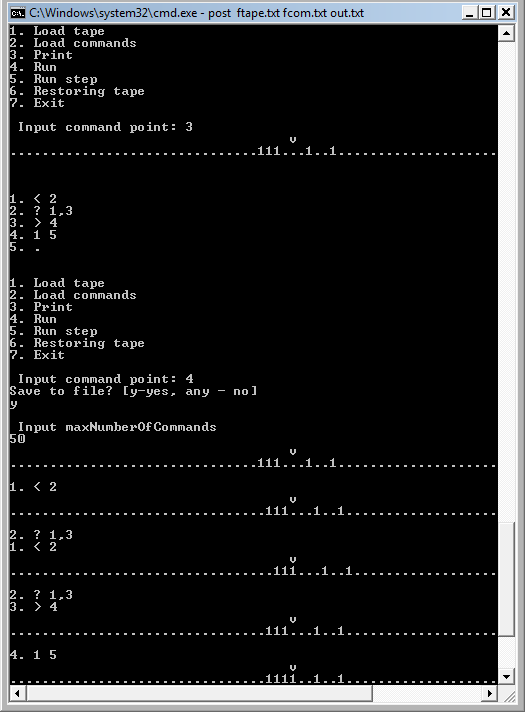 C:\Windows\system32\cmd.exe - post ftape.txt fcom.txt out.txt
1. Load tape
2. Load commands
3. Print
4. Run
5. Run step
6. Restoring tape
7. Exit
Input command point: 3
v
...............................111...1..1....................
1. < 2
2. ? 1,3
3. > 4
4. 1 5
5. .
1. Load tape
2. Load commands
3. Print
4. Run
5. Run step
6. Restoring tape
7. Exit
Input command point: 4
Save to file? [y-yes, any - no]
y
Input maxNumberOfCommands
50
v
...............................111...1..1....................
1. < 2
v
................................111...1..1...................
2. ? 1,3
1. < 2
v
.................................111...1..1..................
2. ? 1,3
3. > 4
v
................................111...1..1...................
4. 1 5
v
................................1111..1..1...................